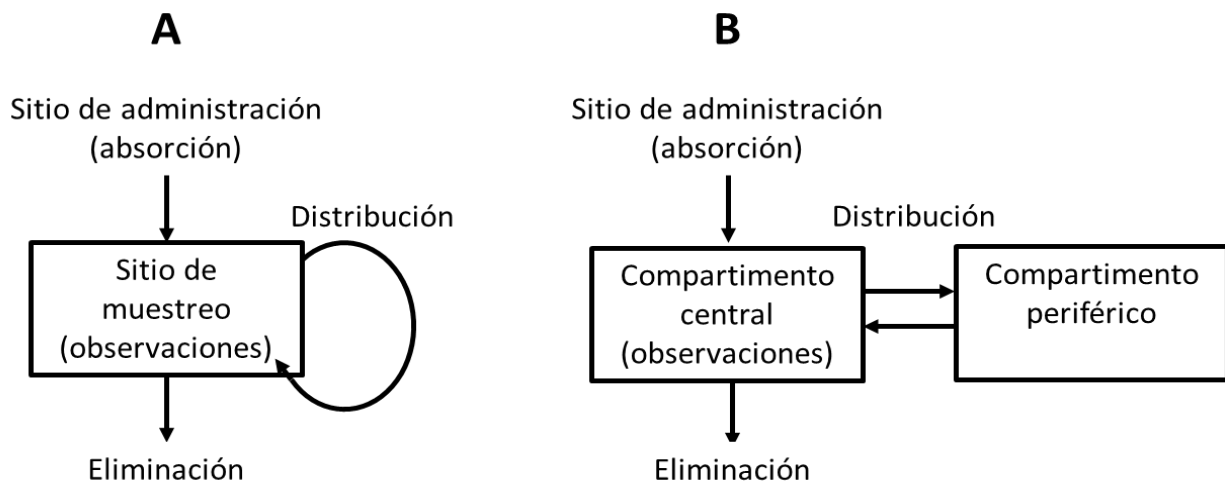 A
Sitio de administración
(absorción)
Distribución
Sitio de
muestreo
(observaciones)
Eliminación
B
Sitio de administración
(absorción)
Distribución
Compartimento
central
(observaciones)
Compartimento
periférico
Eliminación